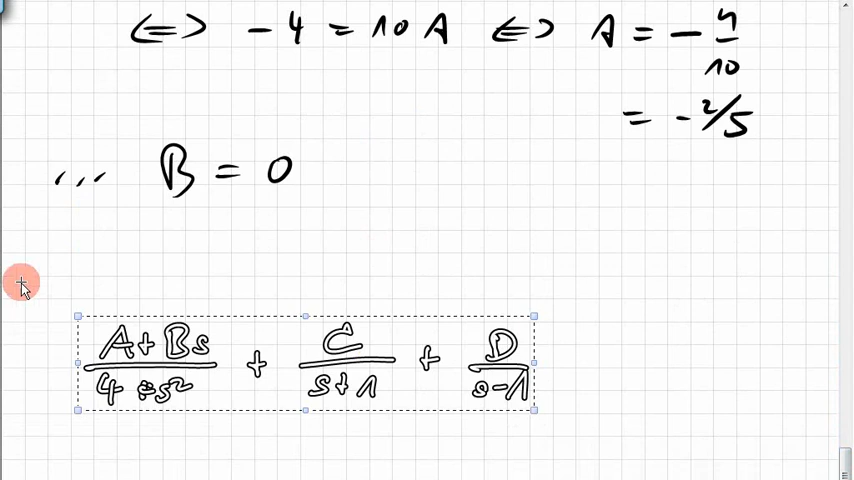 ⟺ - 4 = 10 A ⟺ A = - 4/10
= - 2/5
... B = 0
(A + Bs)/(4 + s²) + C/(s + 1) + D/(s - 1)